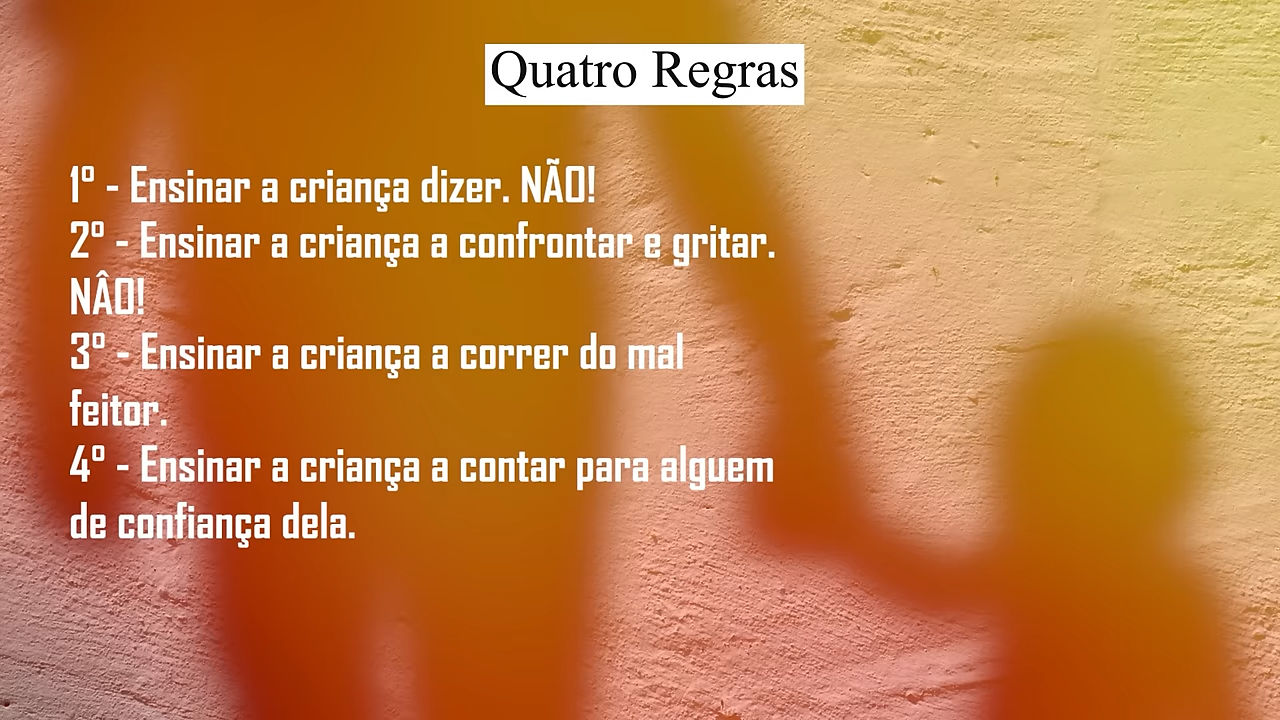 Quatro Regras
1º - Ensinar a criança dizer. NÃO!
2º - Ensinar a criança a confrontar e gritar.
NÂO!
3º - Ensinar a criança a correr do mal
feitor.
4º - Ensinar a criança a contar para alguem
de confiança dela.